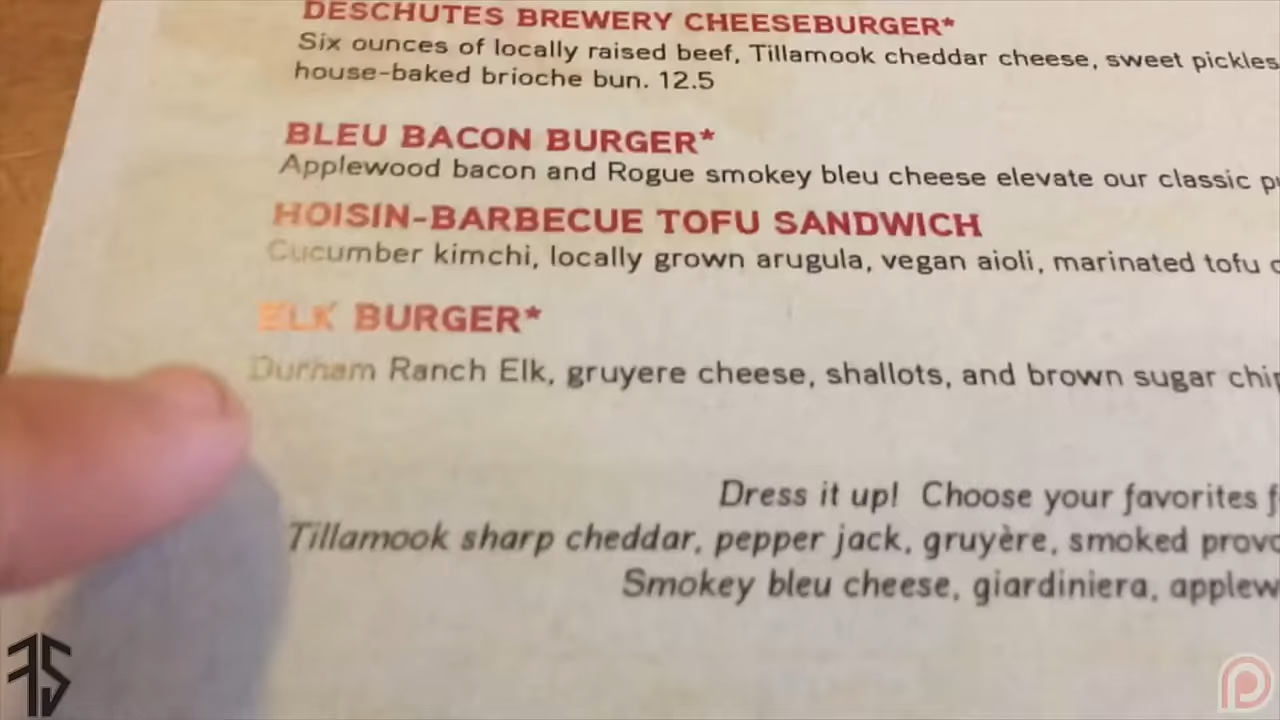 DESCHUTES BREWERY CHEESEBURGER*
Six ounces of locally raised beef, Tillamook cheddar cheese, sweet pickles
house-baked brioche bun. 12.5
BLEU BACON BURGER*
Applewood bacon and Rogue smokey bleu cheese elevate our classic
HOISIN-BARBECUE TOFU SANDWICH
Cucumber kimchi, locally grown arugula, vegan aioli, marinated tofu
ELK BURGER*
Durham Ranch Elk, gruyere cheese, shallots, and brown sugar
Dress it up! Choose your favorites
Tillamook sharp cheddar, pepper jack, gruyère, smoked
Smokey bleu cheese, giardiniera,